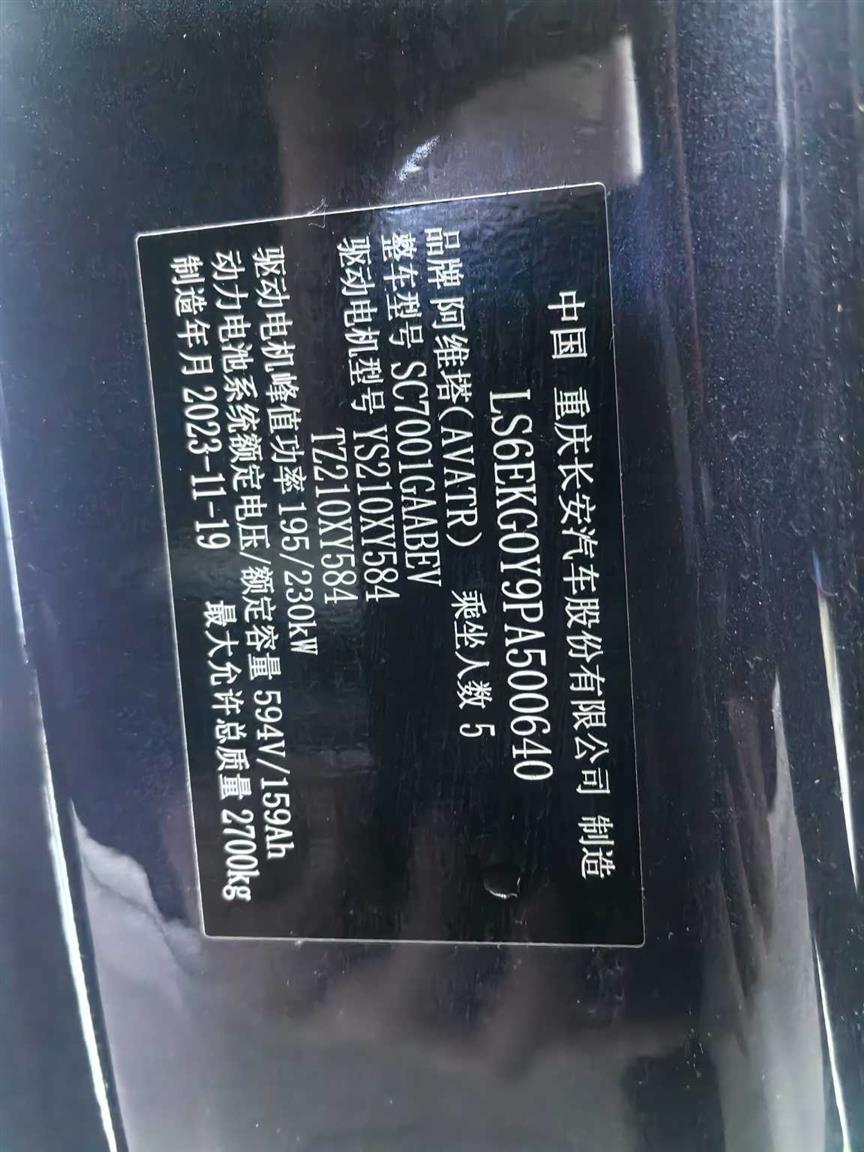 中国 重庆长安汽车股份有限公司 制造
LS6EKG0Y9PA500640
品牌 阿维塔(AVATR) 乘坐人数 5
整车型号 SC7001GAABEV
驱动电机型号 YS210XY584
TZ210XY584
驱动电机峰值功率 195/230kW
动力电池系统额定电压/额定容量 594V/159Ah
制造年月 2023-11-19 最大允许总质量 2700kg